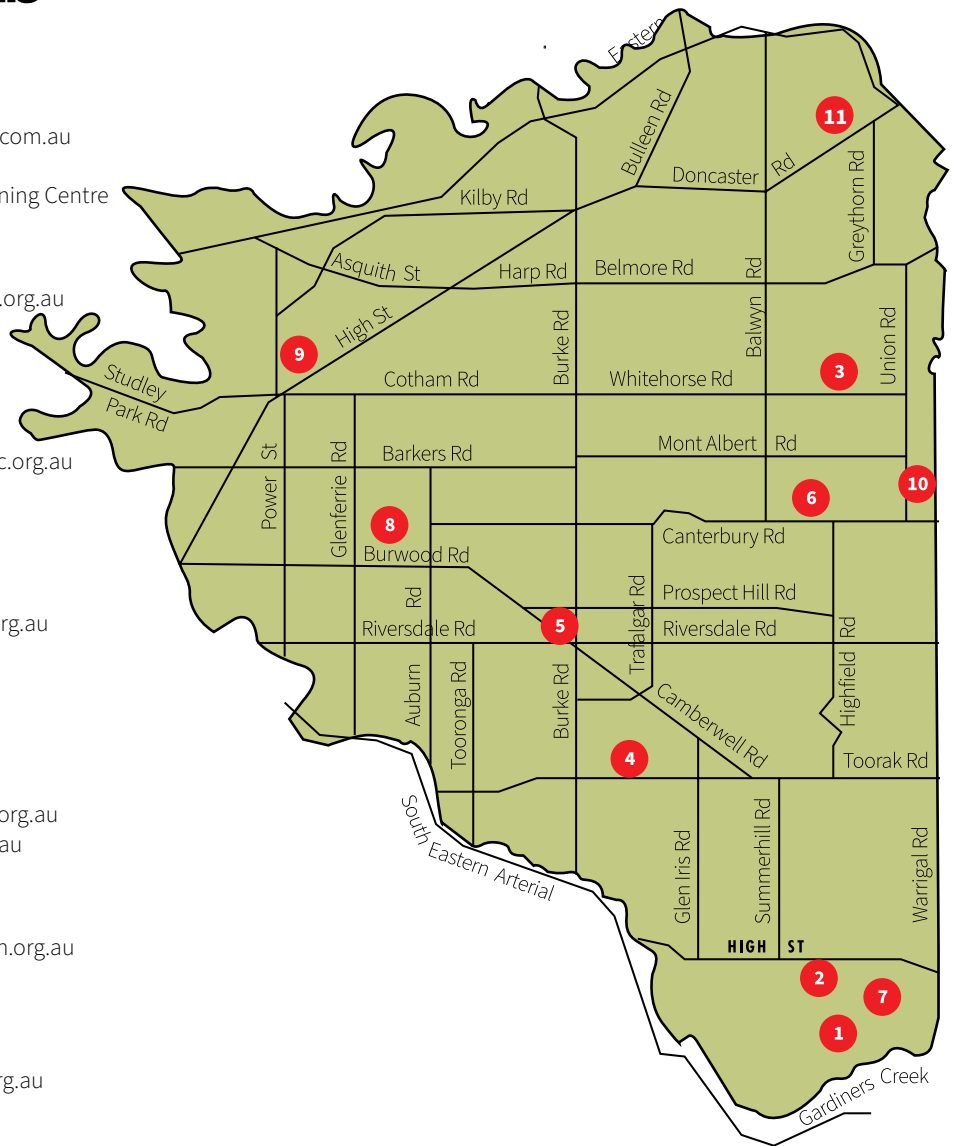 com.au
ning Centre
.org.au
c.org.au
rg.au
org.au
au
n.org.au
rg.au
Eastern
11
Bulleen Rd
Doncaster Rd
Greythorn Rd
Kilby Rd
Asquith St
Harp Rd
Belmore Rd
High St
Burke Rd
Balwyn Rd
Union Rd
9
3
Studley
Park Rd
Cotham Rd
Whitehorse Rd
Power St
Glenferrie Rd
Barkers Rd
Mont Albert Rd
10
6
8
Burwood Rd
Canterbury Rd
Auburn Rd
Trafalgar Rd
Prospect Hill Rd
5
Riversdale Rd
Riversdale Rd
Highfield Rd
Tooronga Rd
Burke Rd
Camberwell Rd
4
Toorak Rd
South Eastern Arterial
Glen Iris Rd
Summerhill Rd
Warrigal Rd
HIGH ST
2
7
1
Gardiners Creek